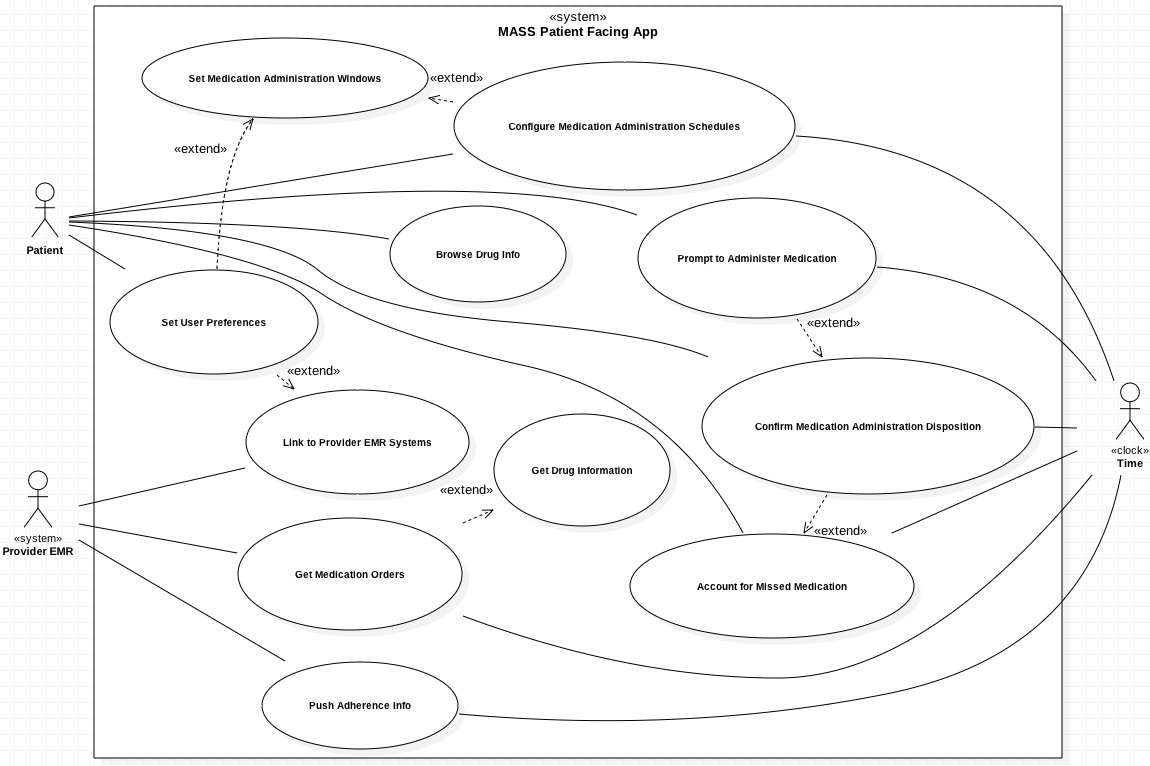 «system»
MASS Patient Facing App
Set Medication Administration Windows
«extend»
Configure Medication Administration Schedules
«extend»
Patient
Browse Drug Info
Prompt to Administer Medication
Set User Preferences
«extend»
«extend»
Link to Provider EMR Systems
Confirm Medication Administration Disposition
«clock»
Time
Get Drug Information
«extend»
«system»
Provider EMR
«extend»
Get Medication Orders
Account for Missed Medication
Push Adherence Info